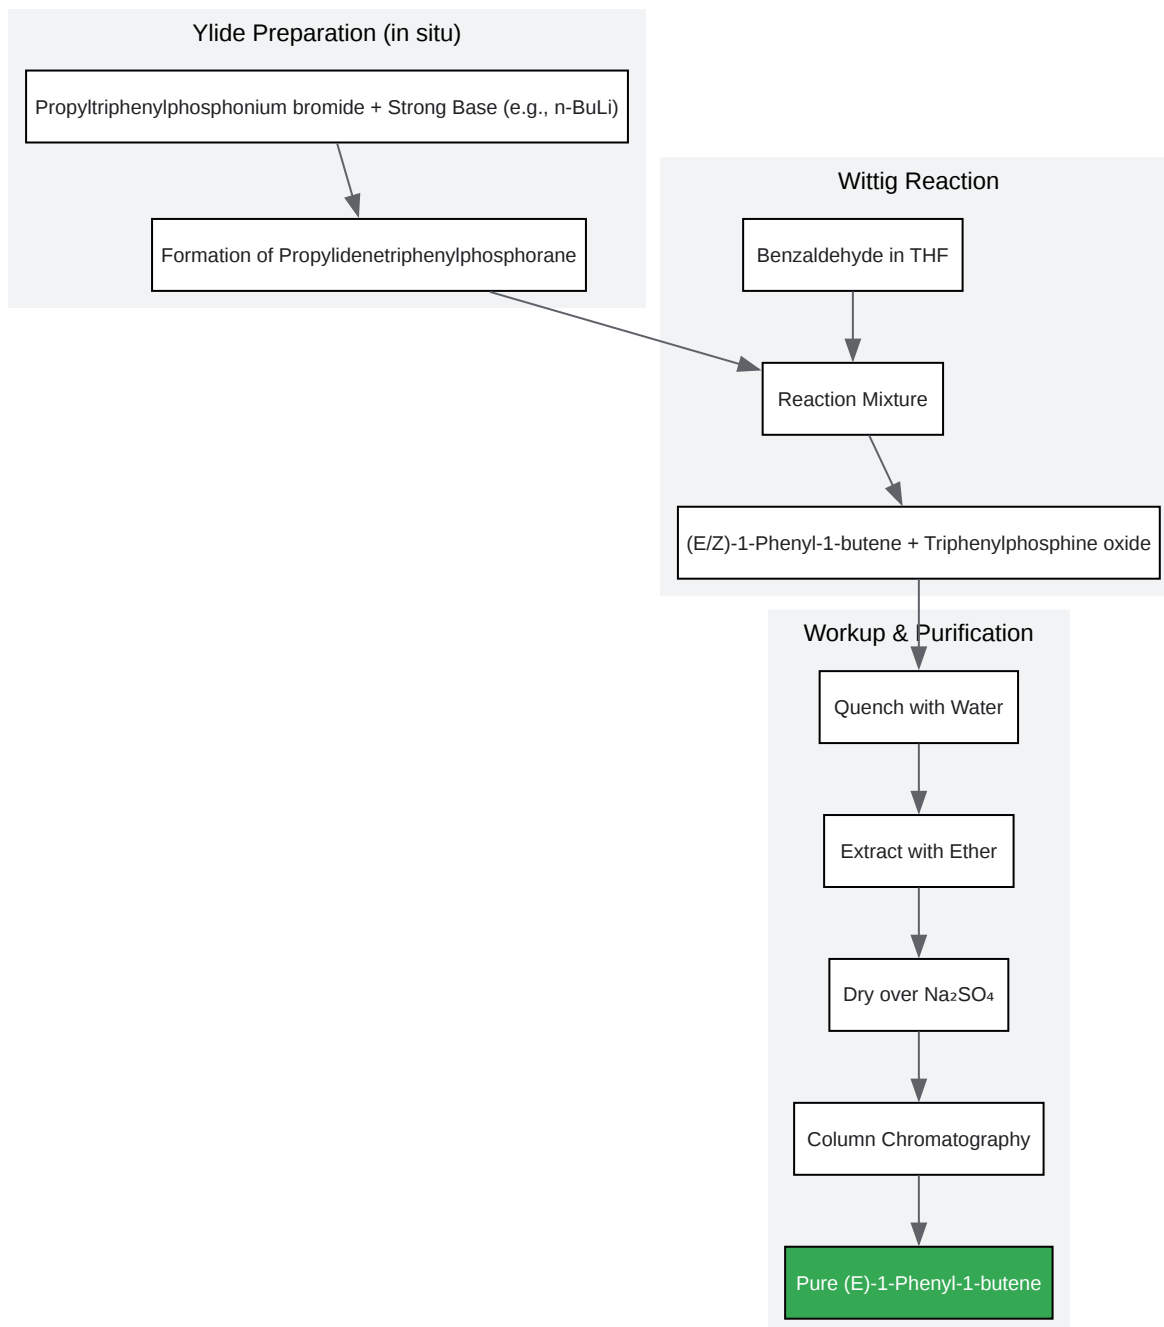 Ylide Preparation (in situ)
Propyltriphenylphosphonium bromide + Strong Base (e.g., n-BuLi)
Formation of Propylidenetriphenylphosphorane
Wittig Reaction
Benzaldehyde in THF
Reaction Mixture
(E/Z)-1-Phenyl-1-butene + Triphenylphosphine oxide
Workup & Purification
Quench with Water
Extract with Ether
Dry over Na₂SO₄
Column Chromatography
Pure (E)-1-Phenyl-1-butene